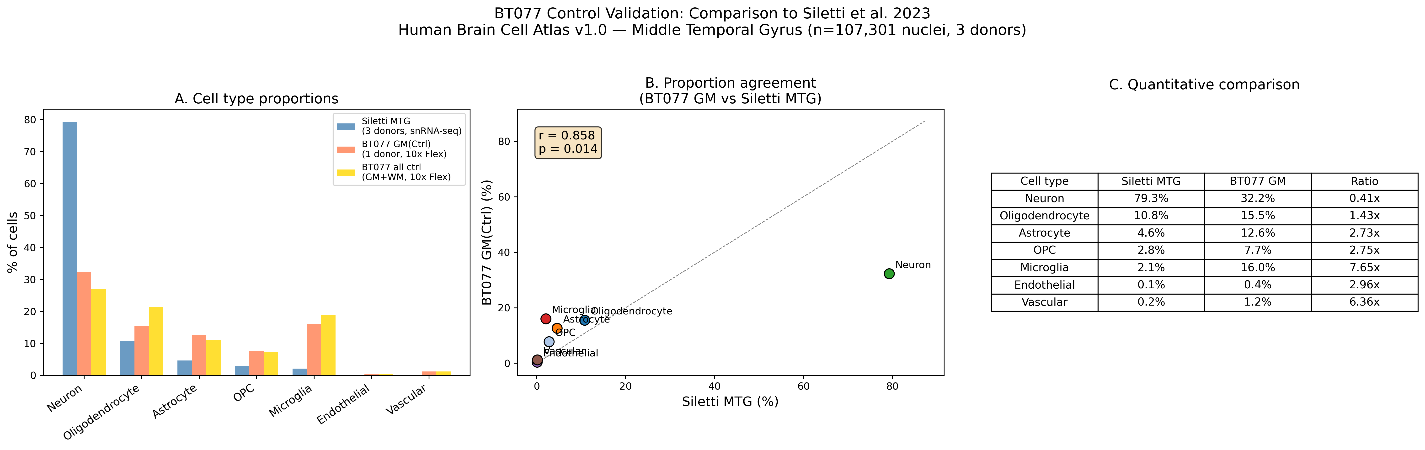 BT077 Control Validation: Comparison to Siletti et al. 2023
Human Brain Cell Atlas v1.0 — Middle Temporal Gyrus (n=107,301 nuclei, 3 donors)
A. Cell type proportions
% of cells
80
70
60
50
40
30
20
10
0
Neuron
Oligodendrocyte
Astrocyte
OPC
Microglia
Endothelial
Vascular
Siletti MTG
(3 donors, snRNA-seq)
BT077 GM(Ctrl)
(1 donor, 10x Flex)
BT077 all ctrl
(GM+WM, 10x Flex)
B. Proportion agreement
(BT077 GM vs Siletti MTG)
r = 0.858
p = 0.014
BT077 GM(Ctrl) (%)
80
60
40
20
0
Neuron
Microglia
Oligodendrocyte
Astrocyte
OPC
Vascular
Endothelial
0 20 40 60 80
Siletti MTG (%)
C. Quantitative comparison
Cell type Siletti MTG BT077 GM Ratio
Neuron 79.3% 32.2% 0.41x
Oligodendrocyte 10.8% 15.5% 1.43x
Astrocyte 4.6% 12.6% 2.73x
OPC 2.8% 7.7% 2.75x
Microglia 2.1% 16.0% 7.65x
Endothelial 0.1% 0.4% 2.96x
Vascular 0.2% 1.2% 6.36x